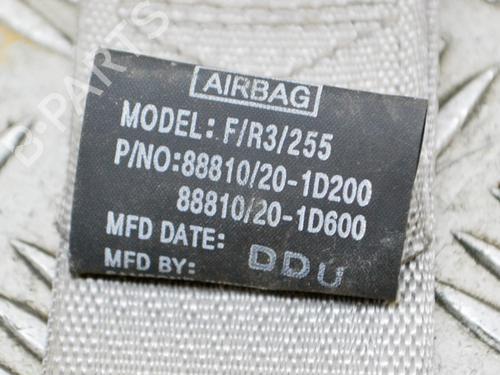 B-PARTS
AIRBAG
MODEL: F/R3/255
P/NO:88810/20-1D200
88810/20-1D600
MFD DATE:
MFD BY: DDU